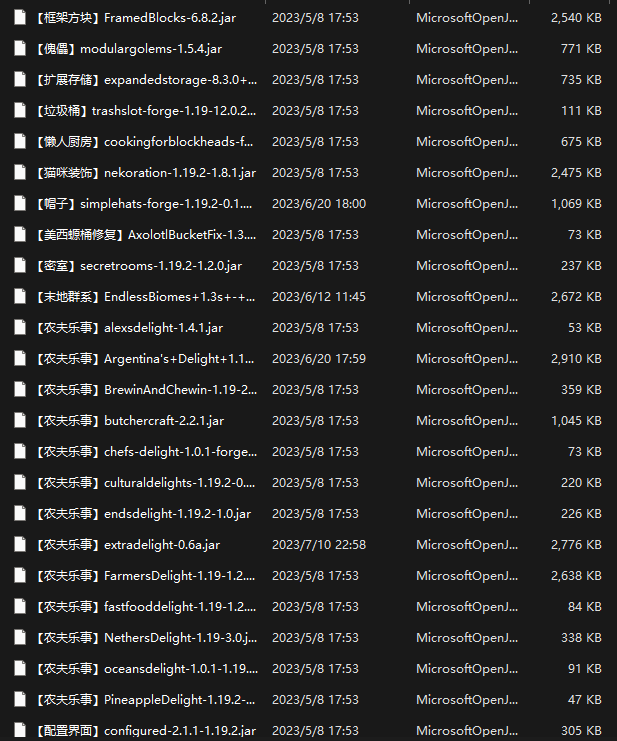 【框架方块】FramedBlocks-6.8.2.jar 2023/5/8 17:53 MicrosoftOpenJ... 2,540 KB
【傀儡】modulargolems-1.5.4.jar 2023/5/8 17:53 MicrosoftOpenJ... 771 KB
【扩展存储】expandedstorage-8.3.0+... 2023/5/8 17:53 MicrosoftOpenJ... 735 KB
【垃圾桶】trashslot-forge-1.19-12.0.2... 2023/5/8 17:53 MicrosoftOpenJ... 111 KB
【懒人厨房】cookingforblockheads-f... 2023/5/8 17:53 MicrosoftOpenJ... 675 KB
【猫咪装饰】nekoration-1.19.2-1.8.1.jar 2023/5/8 17:53 MicrosoftOpenJ... 2,475 KB
【帽子】simplehats-forge-1.19.2-0.1.... 2023/6/20 18:00 MicrosoftOpenJ... 1,069 KB
【美西螈桶修复】AxolotlBucketFix-1.3.... 2023/5/8 17:53 MicrosoftOpenJ... 73 KB
【密室】secretrooms-1.19.2-1.2.0.jar 2023/5/8 17:53 MicrosoftOpenJ... 237 KB
【末地群系】EndlessBiomes+1.3s+-+... 2023/6/12 11:45 MicrosoftOpenJ... 2,672 KB
【农夫乐事】alexsdelight-1.4.1.jar 2023/5/8 17:53 MicrosoftOpenJ... 53 KB
【农夫乐事】Argentina's+Delight+1.1... 2023/6/20 17:59 MicrosoftOpenJ... 2,910 KB
【农夫乐事】BrewinAndChewin-1.19-2... 2023/5/8 17:53 MicrosoftOpenJ... 359 KB
【农夫乐事】butchercraft-2.2.1.jar 2023/5/8 17:53 MicrosoftOpenJ... 1,045 KB
【农夫乐事】chefs-delight-1.0.1-forge... 2023/5/8 17:53 MicrosoftOpenJ... 73 KB
【农夫乐事】culturaldelights-1.19.2-0.... 2023/5/8 17:53 MicrosoftOpenJ... 220 KB
【农夫乐事】endsdelight-1.19.2-1.0.jar 2023/5/8 17:53 MicrosoftOpenJ... 226 KB
【农夫乐事】extradelight-0.6a.jar 2023/7/10 22:58 MicrosoftOpenJ... 2,776 KB
【农夫乐事】FarmersDelight-1.19-1.2.... 2023/5/8 17:53 MicrosoftOpenJ... 2,638 KB
【农夫乐事】fastfooddelight-1.19-1.2.... 2023/5/8 17:53 MicrosoftOpenJ... 84 KB
【农夫乐事】NethersDelight-1.19-3.0.j... 2023/5/8 17:53 MicrosoftOpenJ... 338 KB
【农夫乐事】oceansdelight-1.0.1-1.19.... 2023/5/8 17:53 MicrosoftOpenJ... 91 KB
【农夫乐事】PineappleDelight-1.19.2-... 2023/5/8 17:53 MicrosoftOpenJ... 47 KB
【配置界面】configured-2.1.1-1.19.2.jar 2023/5/8 17:53 MicrosoftOpenJ... 305 KB